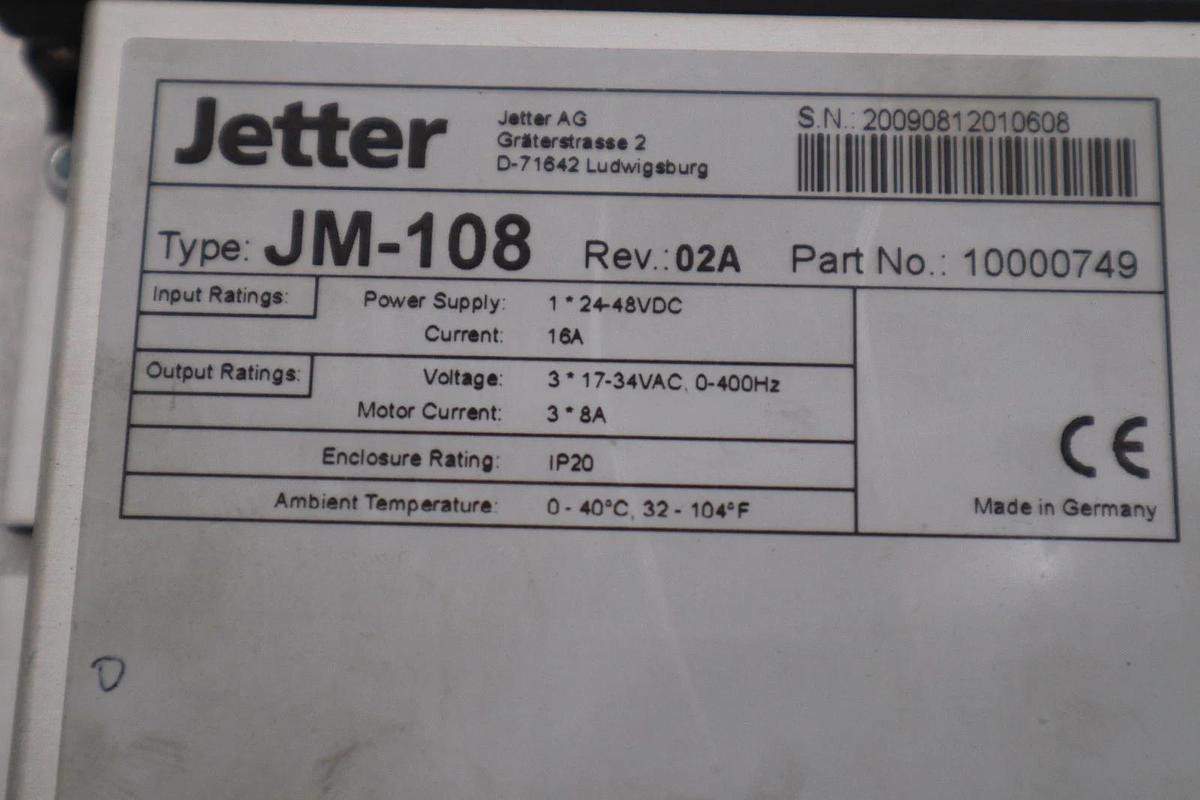 Jetter
Jetter AG
Gräterstrasse 2
D-71642 Ludwigsburg
S.N.: 20090812010608
Type: JM-108 Rev.: 02A Part No.: 10000749
Input Ratings: Power Supply: 1 * 24-48VDC
Current: 16A
Output Ratings: Voltage: 3 * 17-34VAC, 0-400Hz
Motor Current: 3 * 8A
Enclosure Rating: IP20
Ambient Temperature: 0 - 40°C, 32 - 104°F
CE
Made in Germany
D